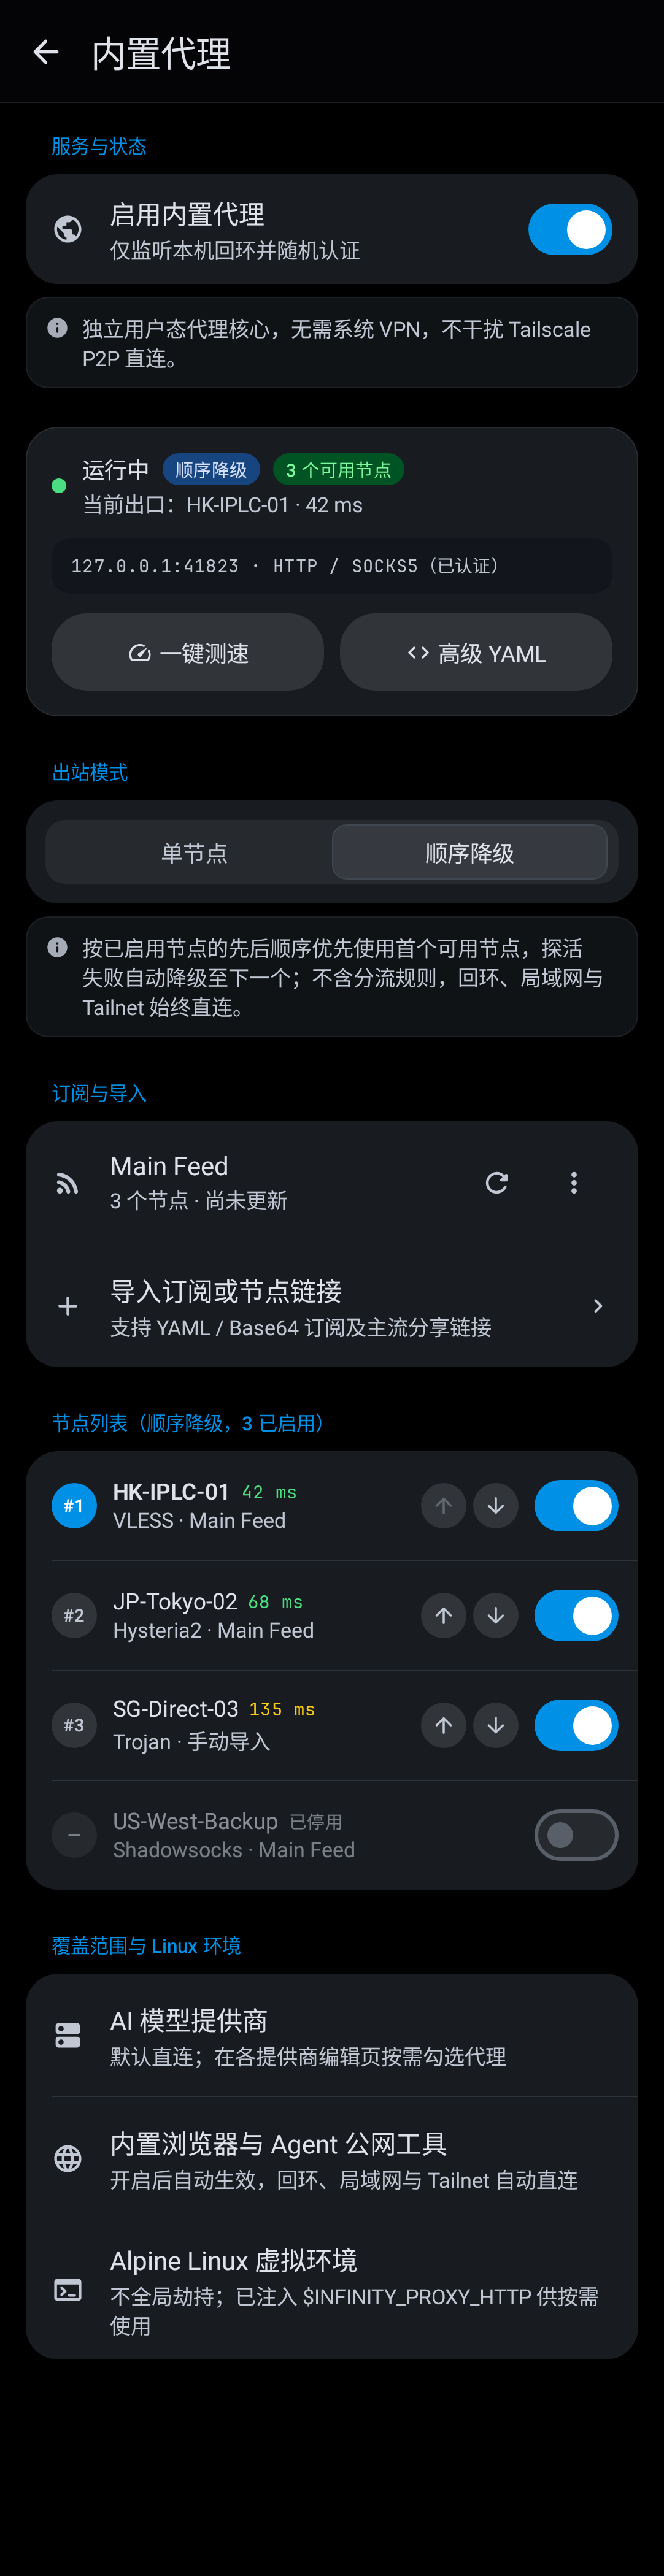 内置代理
服务与状态
启用内置代理
仅监听本机回环并随机认证
独立用户态代理核心，无需系统 VPN，不干扰 Tailscale
P2P 直连。
运行中 顺序降级 3 个可用节点
当前出口：HK-IPLC-01 · 42 ms
127.0.0.1:41823 · HTTP / SOCKS5（已认证）
一键测速 高级 YAML
出站模式
单节点 顺序降级
按已启用节点的先后顺序优先使用首个可用节点，探活
失败自动降级至下一个；不含分流规则，回环、局域网与
Tailnet 始终直连。
订阅与导入
Main Feed
3 个节点 · 尚未更新
导入订阅或节点链接
支持 YAML / Base64 订阅及主流分享链接
节点列表（顺序降级，3 已启用）
#1 HK-IPLC-01 42 ms
VLESS · Main Feed
#2 JP-Tokyo-02 68 ms
Hysteria2 · Main Feed
#3 SG-Direct-03 135 ms
Trojan · 手动导入
– US-West-Backup 已停用
Shadowsocks · Main Feed
覆盖范围与 Linux 环境
AI 模型提供商
默认直连；在各提供商编辑页按需勾选代理
内置浏览器与 Agent 公网工具
开启后自动生效，回环、局域网与 Tailnet 自动直连
Alpine Linux 虚拟环境
不全局劫持；已注入 $INFINITY_PROXY_HTTP 供按需
使用